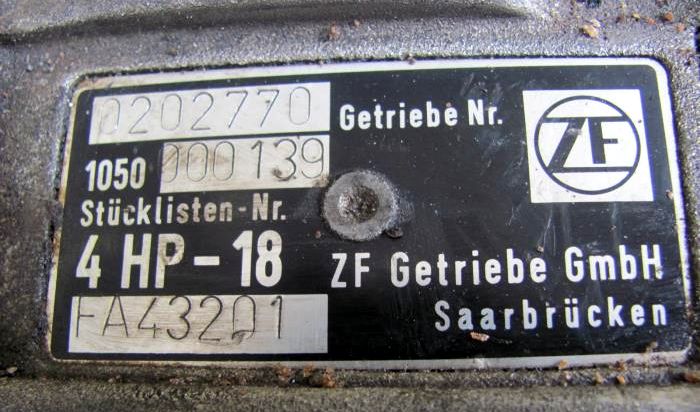 0202770 Getriebe Nr.
ZF
1050 000139
Stücklisten-Nr.
4 HP-18 ZF Getriebe GmbH
FA43201 Saarbrücken